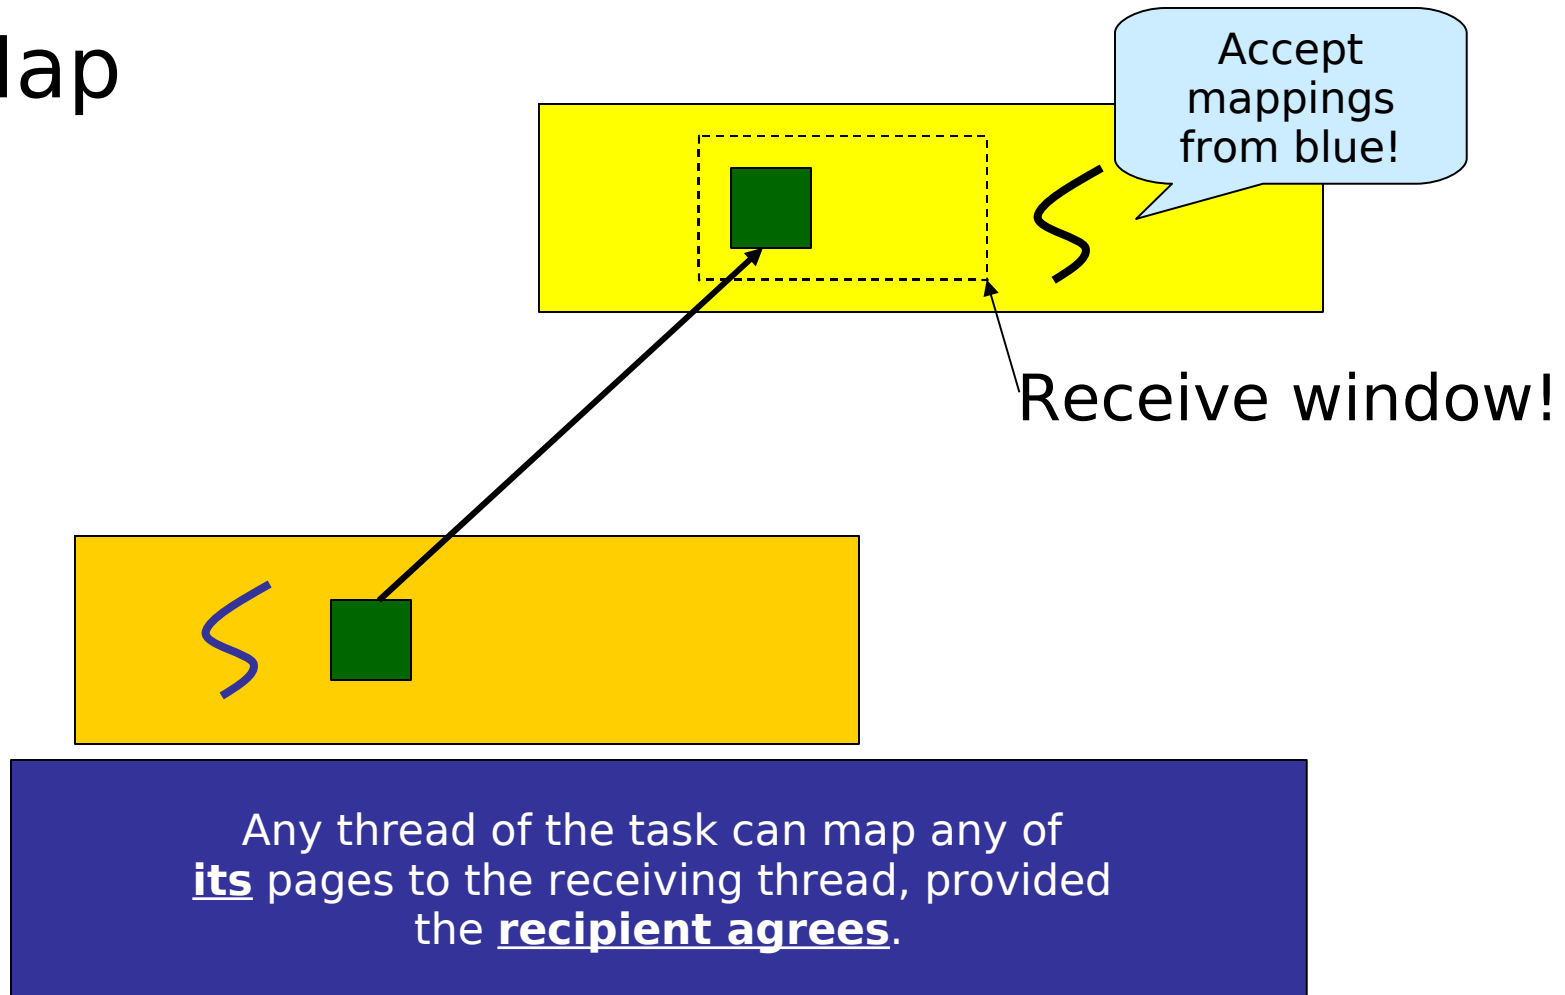 Accept
mappings
from blue!
Receive window!
Any thread of the task can map any of
its pages to the receiving thread, provided
the recipient agrees.